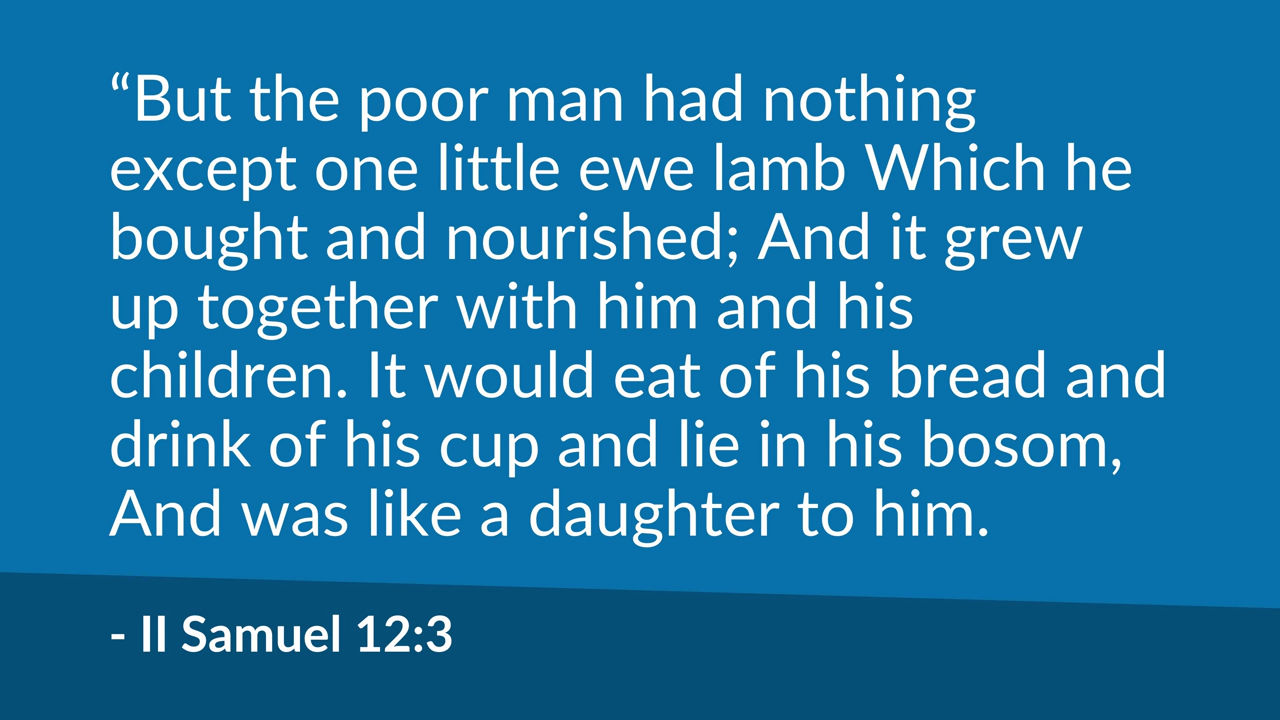 “But the poor man had nothing
except one little ewe lamb Which he
bought and nourished; And it grew
up together with him and his
children. It would eat of his bread and
drink of his cup and lie in his bosom,
And was like a daughter to him.
- II Samuel 12:3